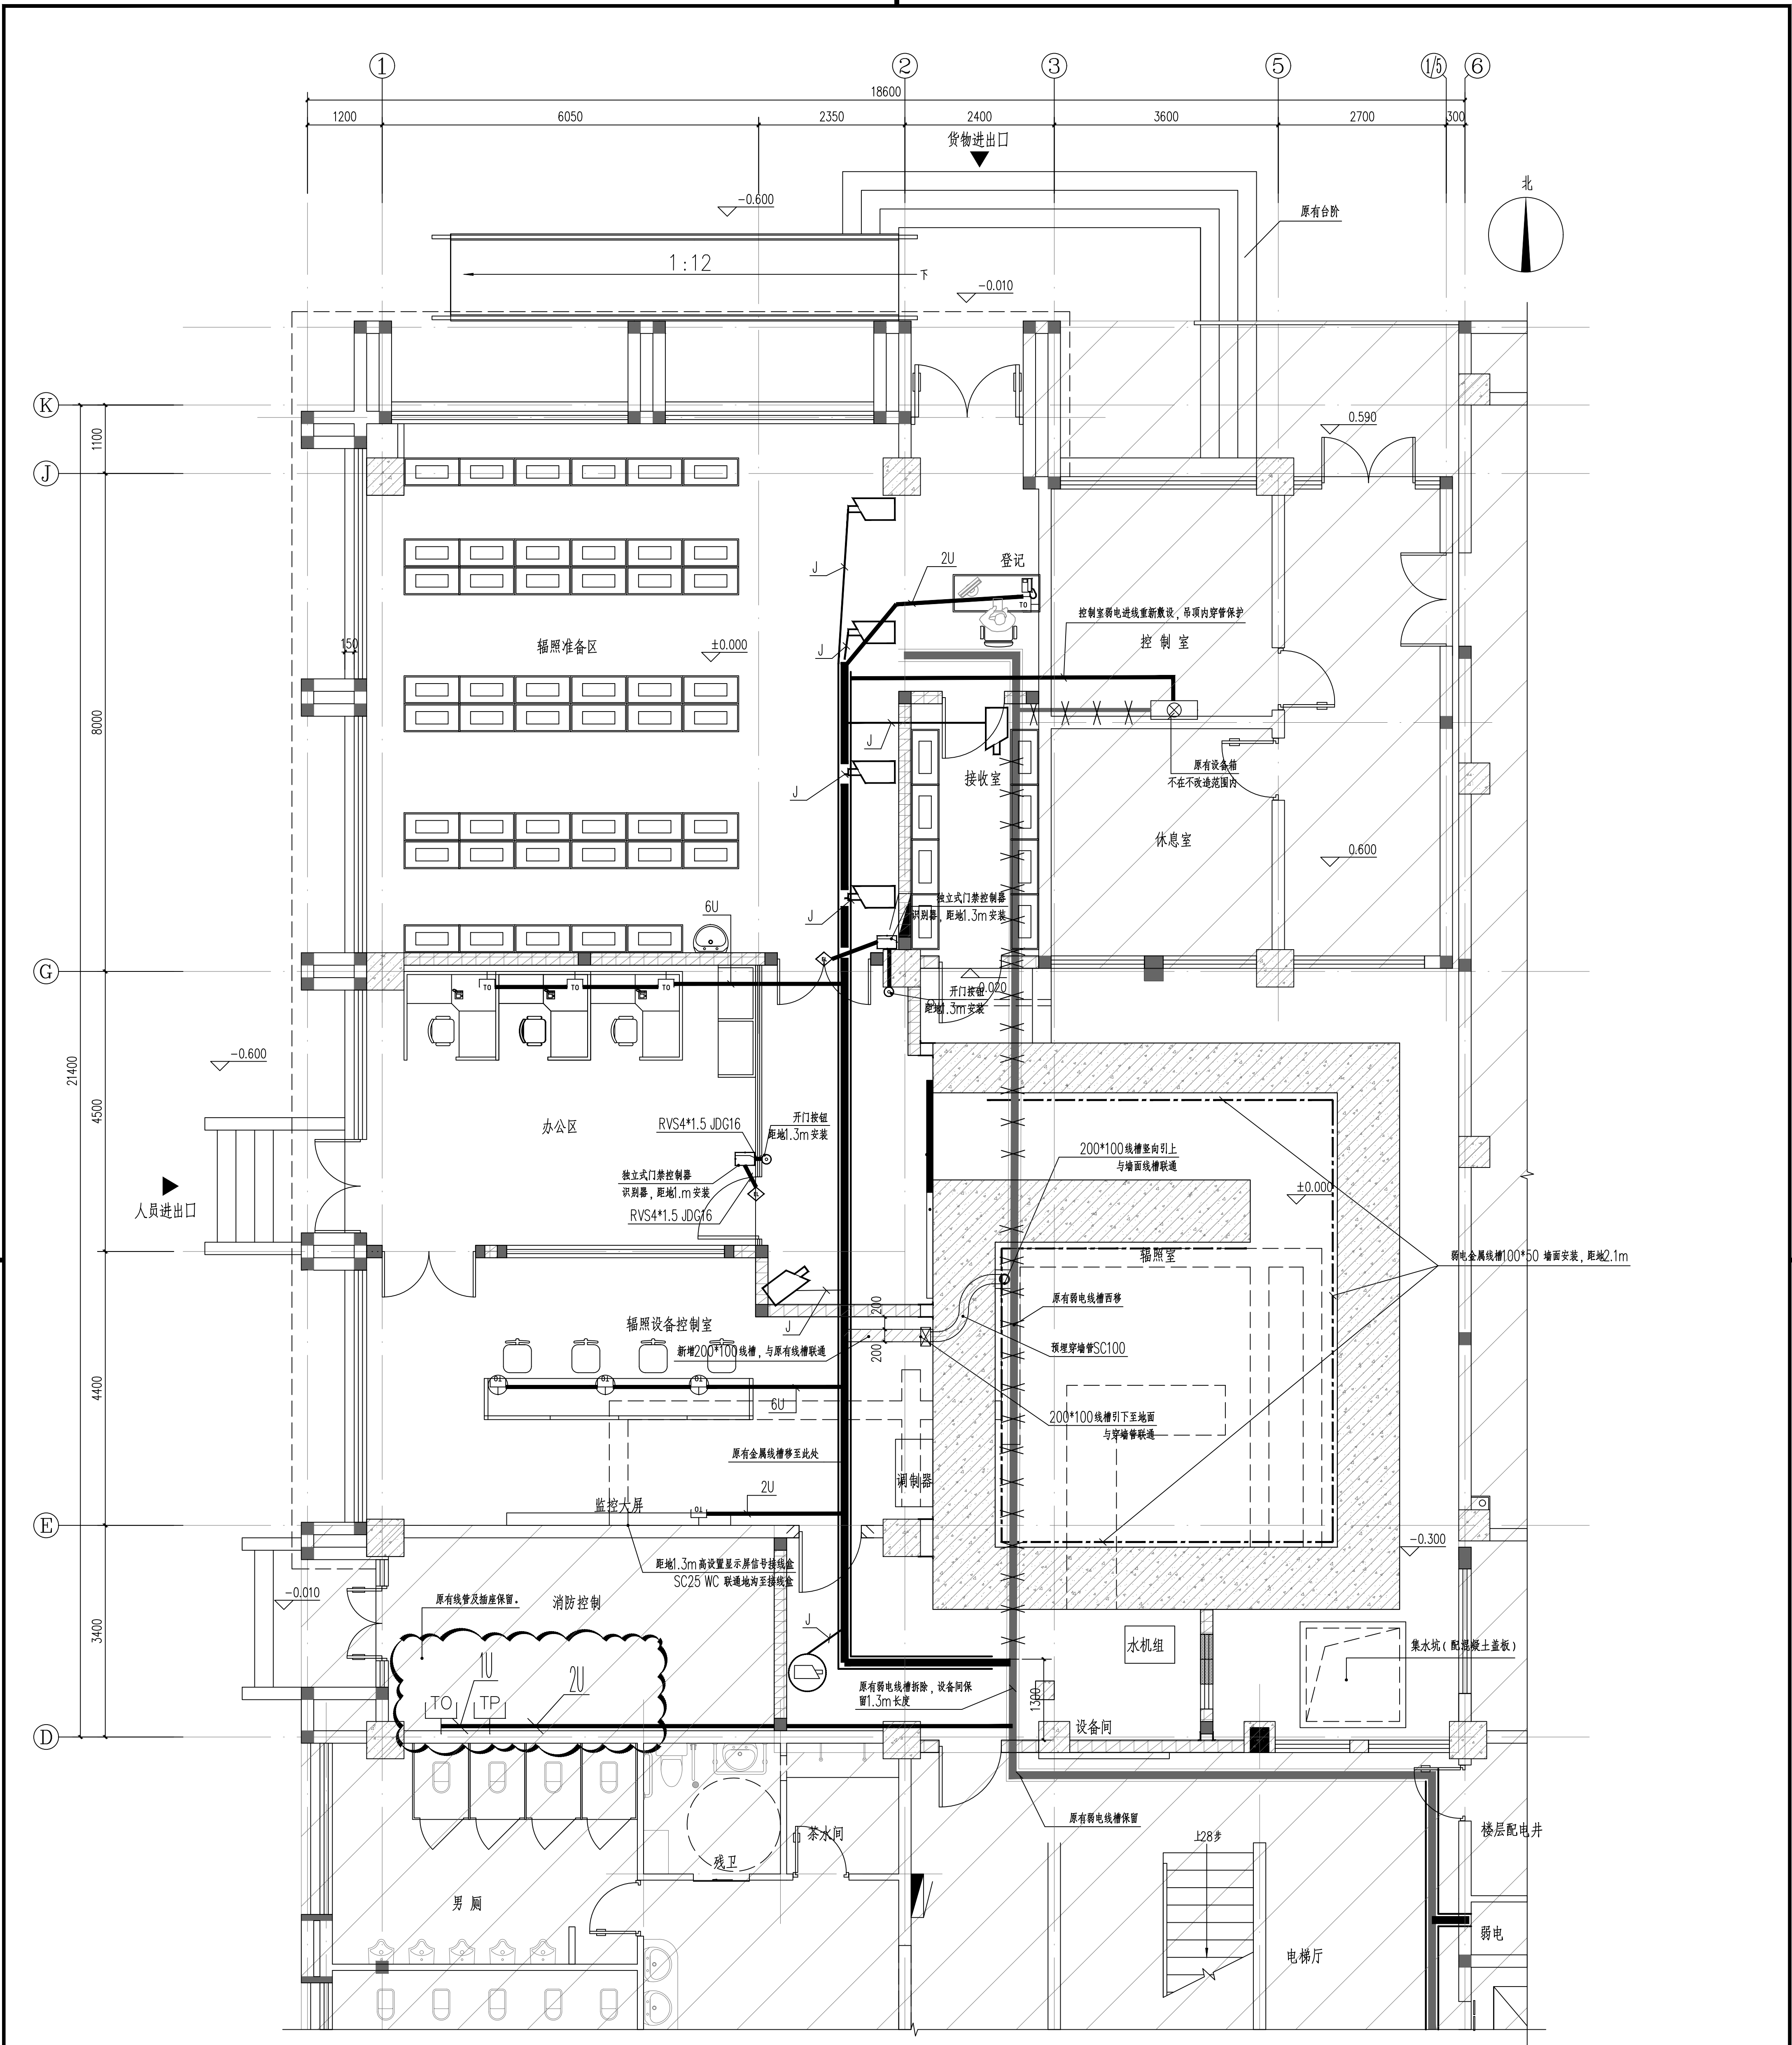 ① ② ③ ⑤ 1/5 ⑥
18600
1200 6050 2350 2400 3600 2700 300
货物进出口
北
-0.600
原有台阶
1:12
下
-0.010
K
0.590
1100
J
登记
2U
J
TO
控制室弱电进线重新敷设，吊顶内穿管保护
控 制 室
辐照准备区
±0.000
150
J
8000
J
接收室
原有设备箱
不在不改造范围内
J
休息室
0.600
独立式门禁控制器
识别器，距地1.3m安装
J
6U
G
-0.020
开门按钮
距地1.3m安装
TO TO TO
-0.600
21400
4500
办公区
RVS4*1.5 JDG16
开门按钮
距地1.3m安装
200*100线槽竖向引上
与墙面线槽联通
独立式门禁控制器
识别器，距地1.m安装
RVS4*1.5 JDG16
±0.000
人员进出口
辐照室
弱电金属线槽100*50 墙面安装，距地2.1m
原有弱电线槽西移
200
辐照设备控制室
J
新增200*100线槽，与原有线槽联通
200
预埋穿墙管SC100
4400
TO TO TO
6U
200*100线槽引下至地面
与穿墙管联通
原有金属线槽移至此处
调制器
2U
监控大屏
TO
E
-0.300
距地1.3m高设置显示屏信号接线盒
SC25 WC 联通地沟至接线盒
-0.010
原有线管及插座保留。
消防控制
3400
J
水机组
集水坑(配混凝土盖板)
1U
2U
TO TP
原有弱电线槽拆除，设备间保
留1.3m长度
1300
设备间
D
原有弱电线槽保留
茶水间
上28步
楼层配电井
残卫
男 厕
弱电
电梯厅